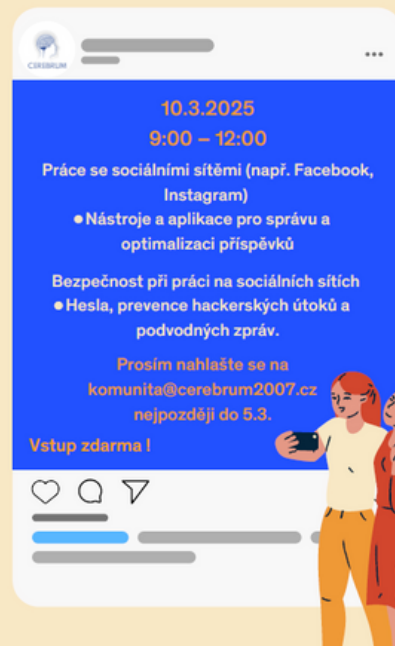 CEREBRUM
10.3.2025
9:00 – 12:00
Práce se sociálními sítěmi (např. Facebook,
Instagram)
●Nástroje a aplikace pro správu a
optimalizaci příspěvků
Bezpečnost při práci na sociálních sítích
●Hesla, prevence hackerských útoků a
podvodných zpráv.
Prosím nahlašte se na
komunita@cerebrum2007.cz
nejpozději do 5.3.
Vstup zdarma !